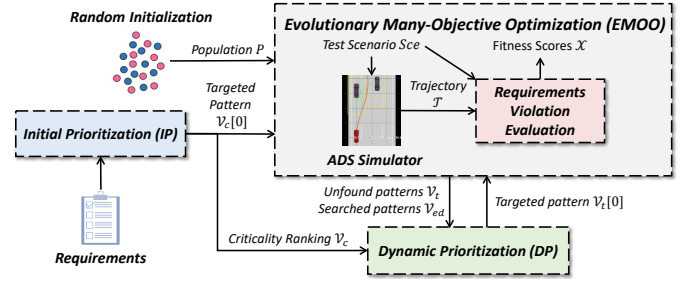 Random Initialization
Population P
Evolutionary Many-Objective Optimization (EMOO)
Test Scenario Sce
Fitness Scores 𝒳
Targeted
Pattern
𝒱c[0]
Trajectory
𝒯
Requirements
Violation
Evaluation
Initial Prioritization (IP)
ADS Simulator
Unfound patterns 𝒱t
Searched patterns 𝒱ed
Targeted pattern 𝒱t[0]
Requirements
Criticality Ranking 𝒱c
Dynamic Prioritization (DP)